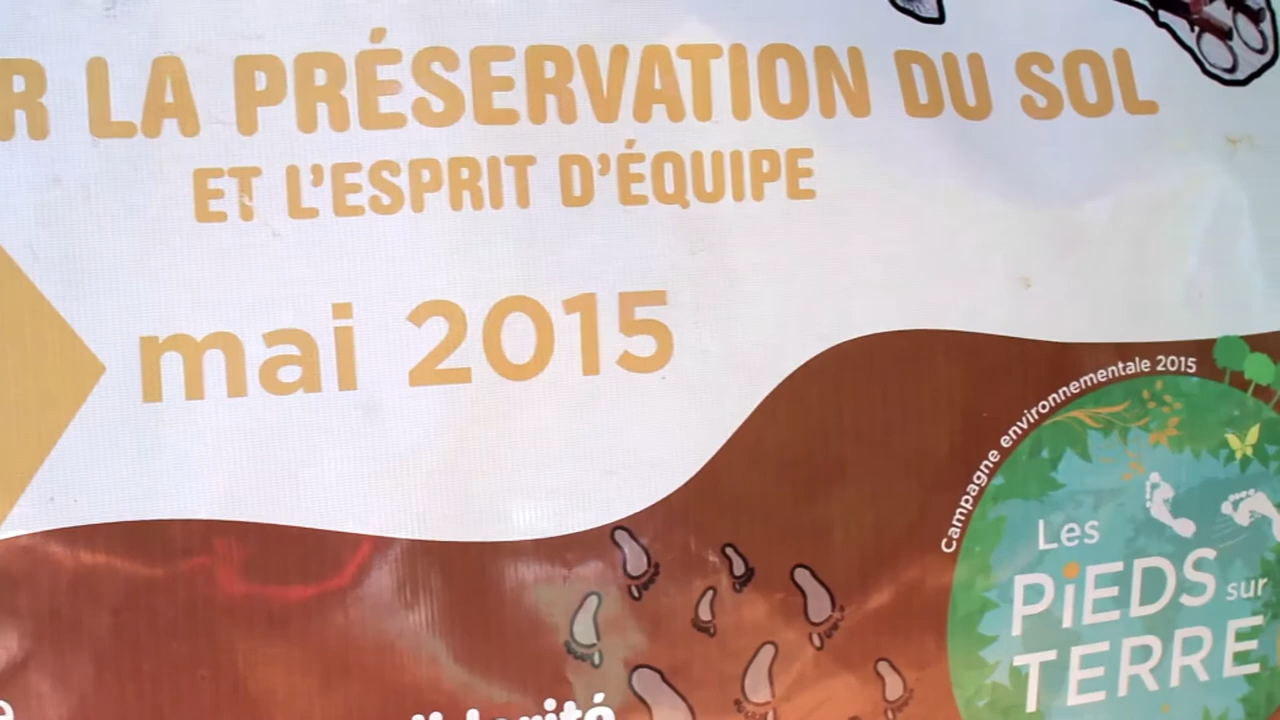 LA PRÉSERVATION DU SOL
ET L'ESPRIT D'ÉQUIPE
mai 2015
Campagne environnementale 2015
Les
PiEDS sur
TERRE